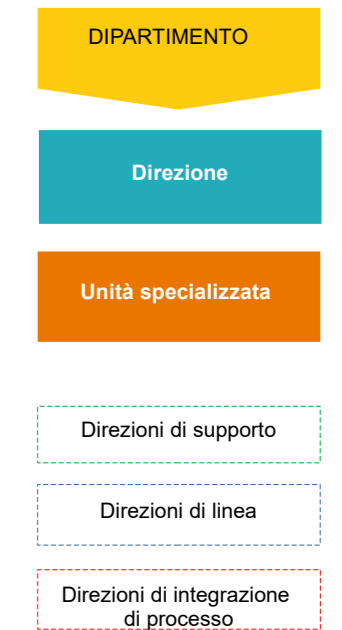 DIPARTIMENTO
Direzione
Unità specializzata
Direzioni di supporto
Direzioni di linea
Direzioni di integrazione
di processo